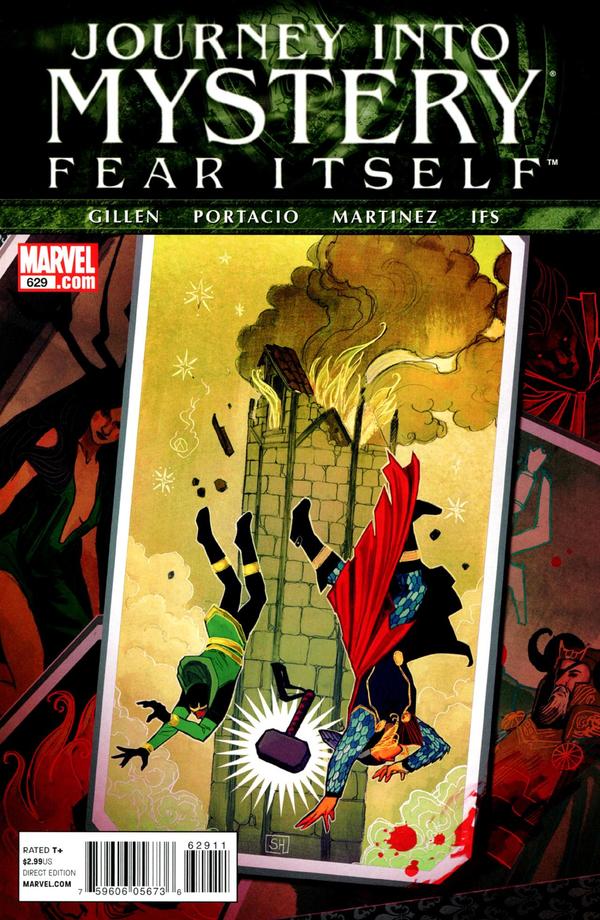 JOURNEY INTO
MYSTERY®
FEAR ITSELF™
GILLEN PORTACIO MARTINEZ IFS
MARVEL
629 .com
SH
RATED T+
$2.99US
DIRECT EDITION
MARVEL.COM
62911
7 59606 05673 6